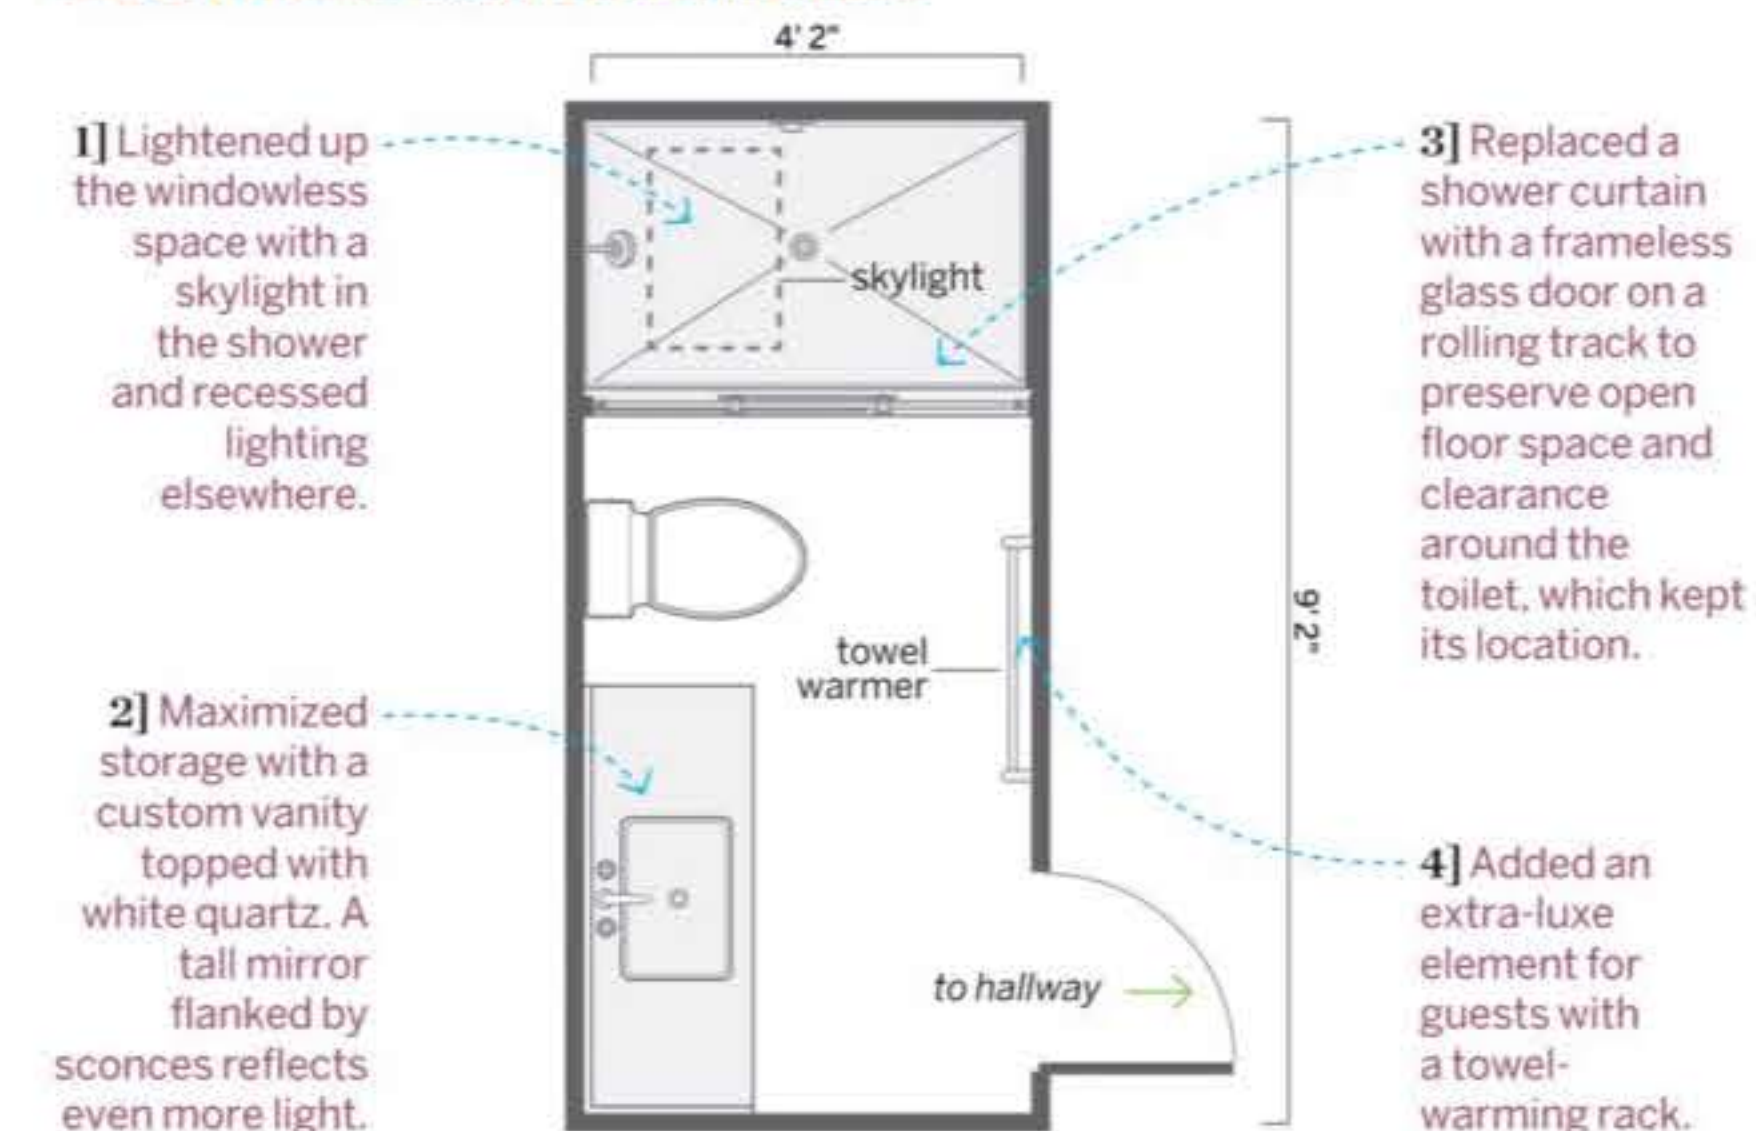 4' 2"
1] Lightened up
the windowless
space with a
skylight in
the shower
and recessed
lighting
elsewhere.
2] Maximized
storage with a
custom vanity
topped with
white quartz. A
tall mirror
flanked by
sconces reflects
even more light.
skylight
towel
warmer
to hallway
9' 2"
3] Replaced a
shower curtain
with a frameless
glass door on a
rolling track to
preserve open
floor space and
clearance
around the
toilet, which kept
its location.
4] Added an
extra-luxe
element for
guests with
a towel-
warming rack.